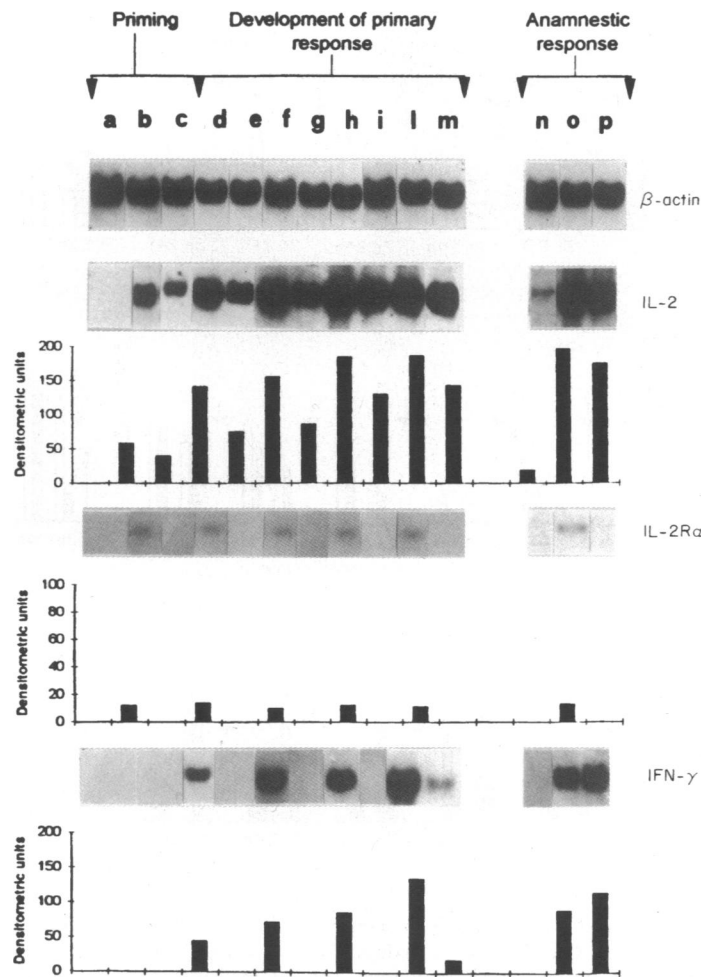 Priming
Development of primary
response
Anamnestic
response
a b c d e f g h i l m n o p
β-actin
IL-2
Densitometric units
200
150
100
50
0
IL-2Rα
Densitometric units
100
80
60
40
20
0
IFN-γ
Densitometric units
200
150
100
50
0